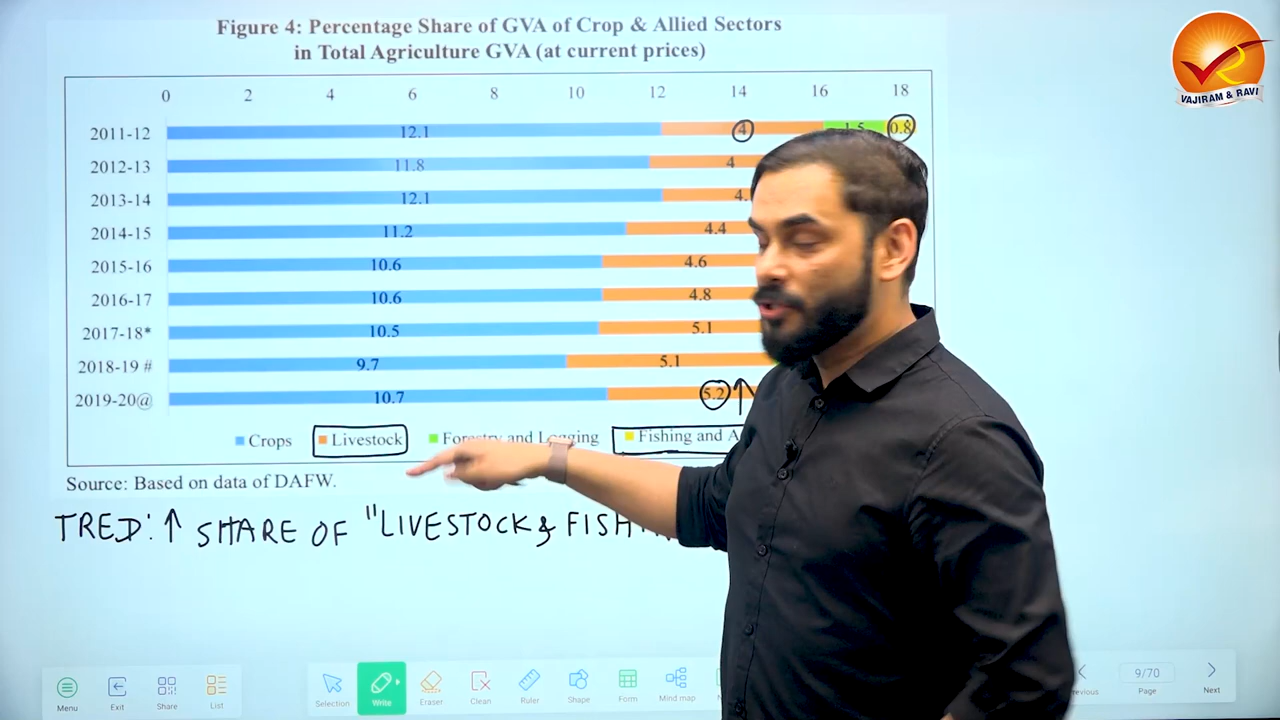 Figure 4: Percentage Share of GVA of Crop & Allied Sectors
in Total Agriculture GVA (at current prices)
VAJIRAM & RAVI
0 2 4 6 8 10 12 14 16 18
2011-12 12.1 4 1.5 0.8
2012-13 11.8 4
2013-14 12.1 4.
2014-15 11.2 4.4
2015-16 10.6 4.6
2016-17 10.6 4.8
2017-18* 10.5 5.1
2018-19 # 9.7 5.1
2019-20@ 10.7 5.2
Crops Livestock Forestry and Logging Fishing and A
Source: Based on data of DAFW.
TRED: ↑ SHARE OF "LIVESTOCK & FISH
Menu Exit Share List Selection Write Eraser Clean Ruler Shape Form Mind map 9/70 Page Next